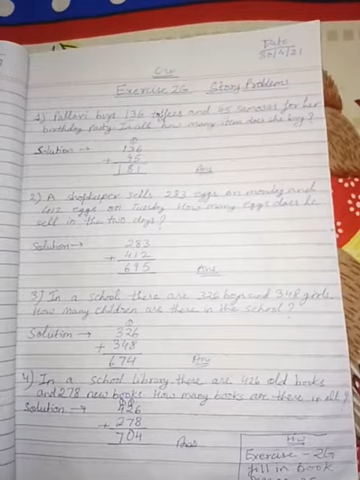 Date
30/4/21
CW
Exercise 2G Story Problems
1) Pallavi buys 136 toffees and 45 samosas for her
birthday party. In all how many items does she buy?
Solution → 136
+ 45
181 Ans
2) A shopkeeper sells 283 eggs on monday and
412 eggs on Tuesday. How many eggs does he
sell in the two days?
Solution → 283
+ 412
695 Ans
3) In a school there are 326 boys and 348 girls.
How many children are there in the school?
Solution → 326
+ 348
674 Ans
4) In a school library there are 426 old books
and 278 new books. How many books are there in all?
Solution → 426
+ 278
704 Ans
HW
Exercise - 2G
fill in Book